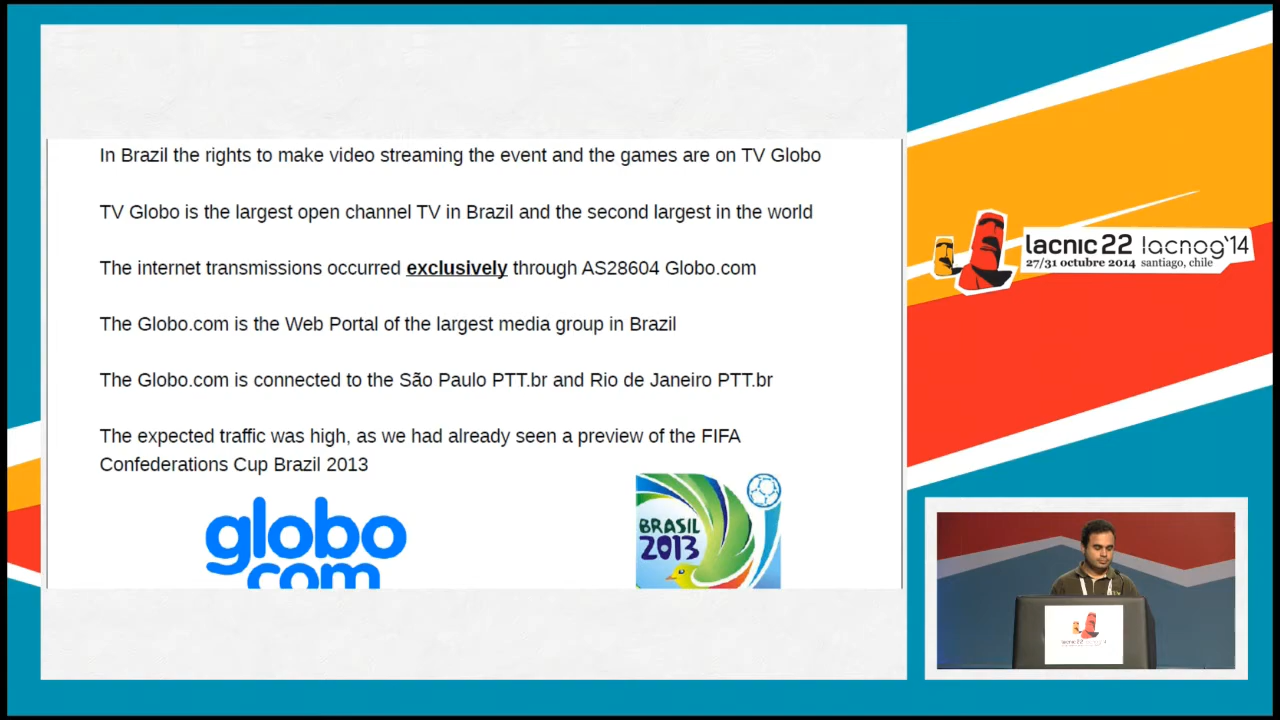 In Brazil the rights to make video streaming the event and the games are on TV Globo
TV Globo is the largest open channel TV in Brazil and the second largest in the world
The internet transmissions occurred exclusively through AS28604 Globo.com
The Globo.com is the Web Portal of the largest media group in Brazil
The Globo.com is connected to the São Paulo PTT.br and Rio de Janeiro PTT.br
The expected traffic was high, as we had already seen a preview of the FIFA
Confederations Cup Brazil 2013
globo
com
BRASIL
2013
lacnic 22 lacnog'14
27/31 octubre 2014 santiago, chile